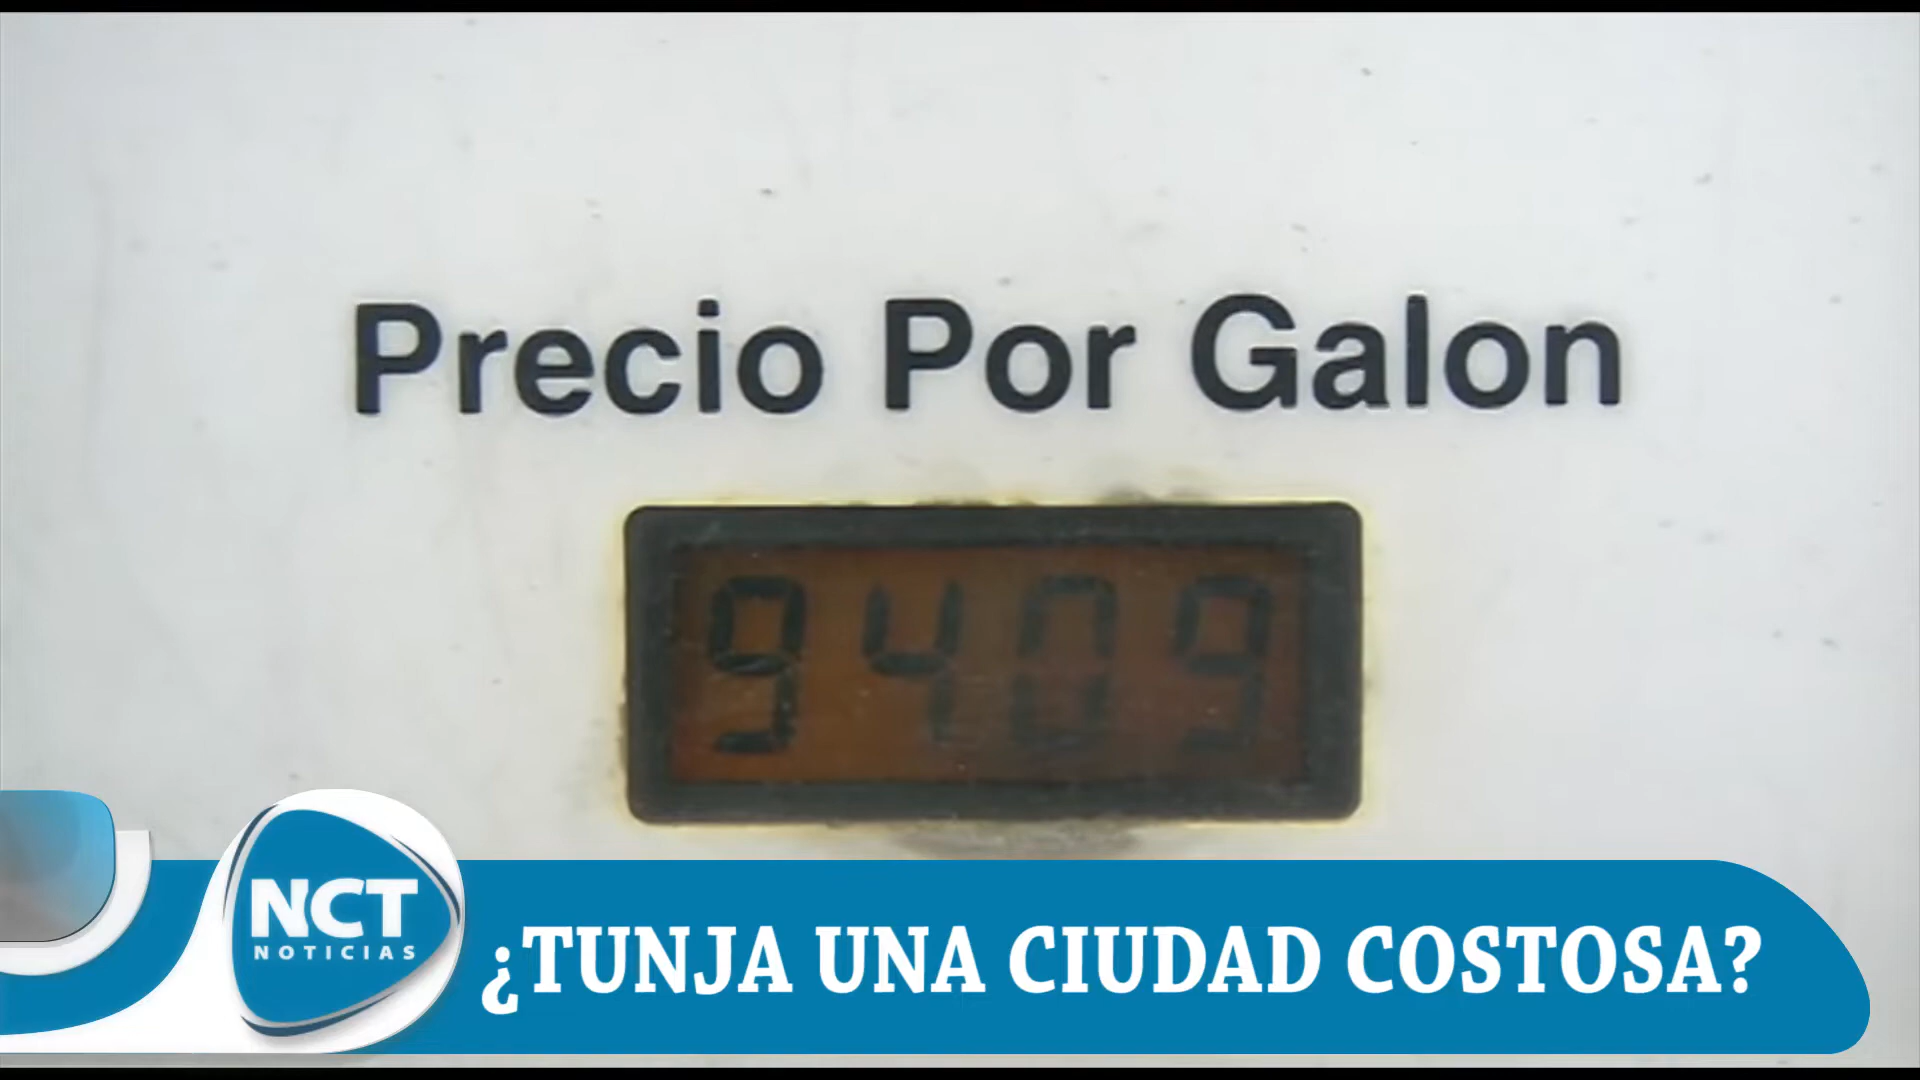 Precio Por Galon
9409
NCT
NOTICIAS
¿TUNJA UNA CIUDAD COSTOSA?